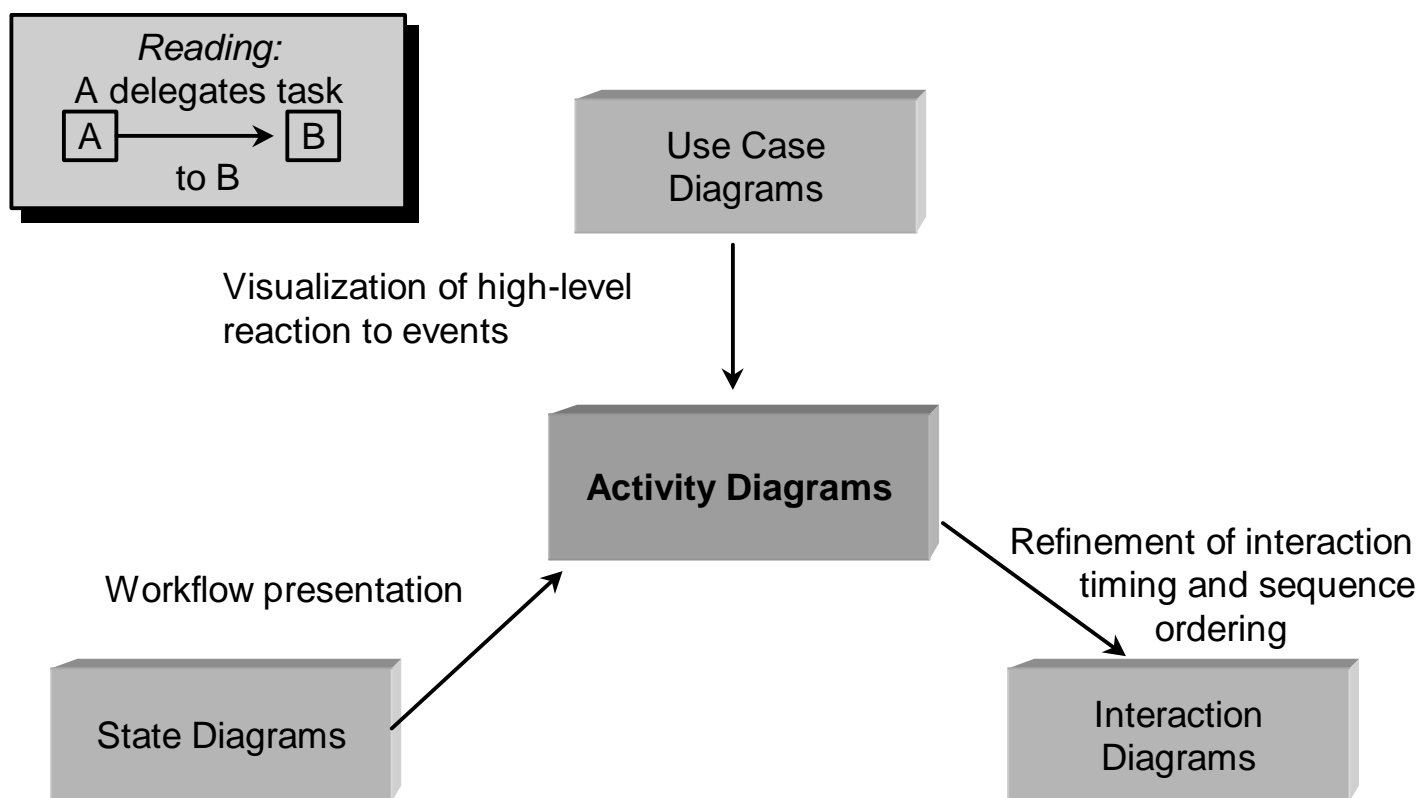 Reading:
A delegates task
A
B
to B
Use Case
Diagrams
Visualization of high-level
reaction to events
Activity Diagrams
Workflow presentation
Refinement of interaction
timing and sequence
ordering
State Diagrams
Interaction
Diagrams